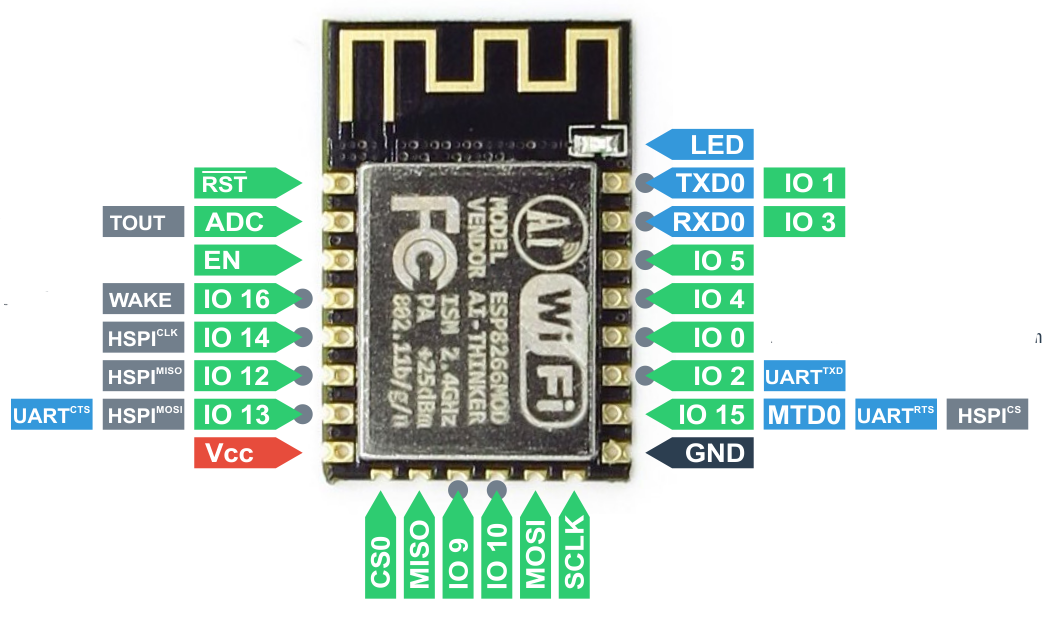 LED
RST
TXD0 IO 1
TOUT ADC
RXD0 IO 3
EN
IO 5
WAKE IO 16
IO 4
HSPICLK IO 14
IO 0
HSPIMISO IO 12
IO 2 UARTTXD
UARTCTS HSPIMOSI IO 13
IO 15 MTD0 UARTRTS HSPICS
Vcc
GND
Ai
WiFi
FC
MODEL ESP8266MOD
VENDOR AI-THINKER
ISM 2.4GHz
PA +25dBm
802.11b/g/n
CS0
MISO
IO 9
IO 10
MOSI
SCLK